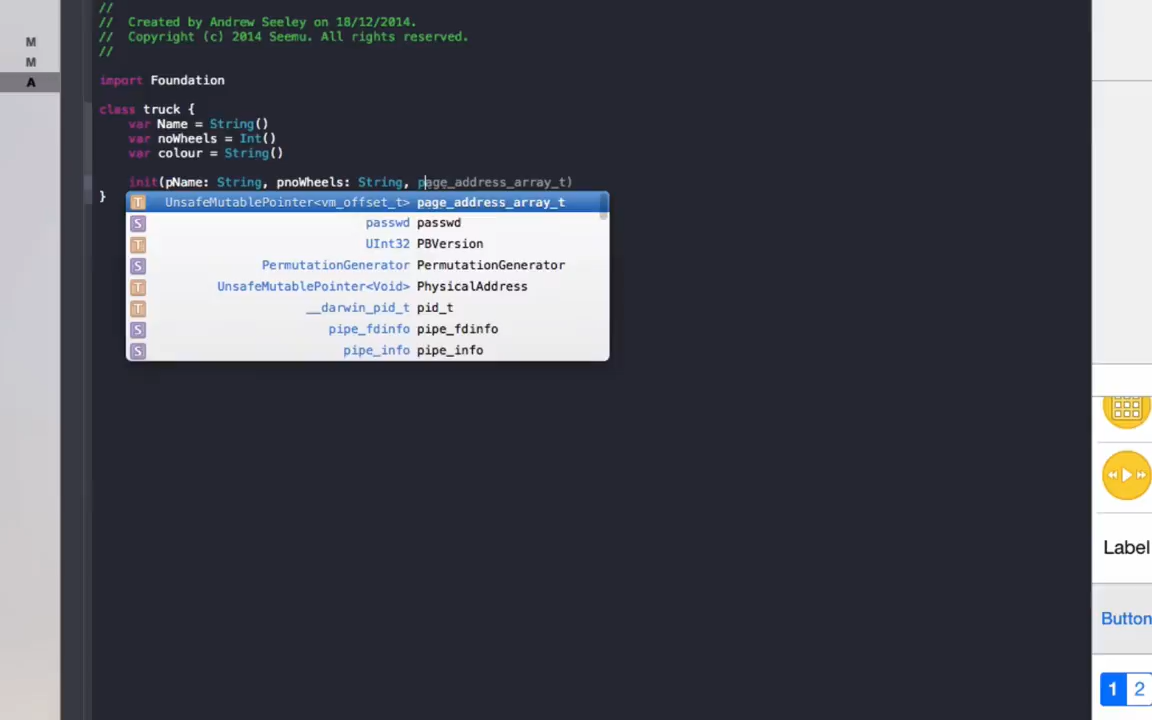 //
// Created by Andrew Seeley on 18/12/2014.
// Copyright (c) 2014 Seemu. All rights reserved.
//
M
M
A
import Foundation
class truck {
var Name = String()
var noWheels = Int()
var colour = String()
init(pName: String, pnoWheels: String, page_address_array_t)
}
T UnsafeMutablePointer<vm_offset_t> page_address_array_t
S passwd passwd
T UInt32 PBVersion
S PermutationGenerator PermutationGenerator
T UnsafeMutablePointer<Void> PhysicalAddress
T __darwin_pid_t pid_t
S pipe_fdinfo pipe_fdinfo
S pipe_info pipe_info
Label
Button
1 2